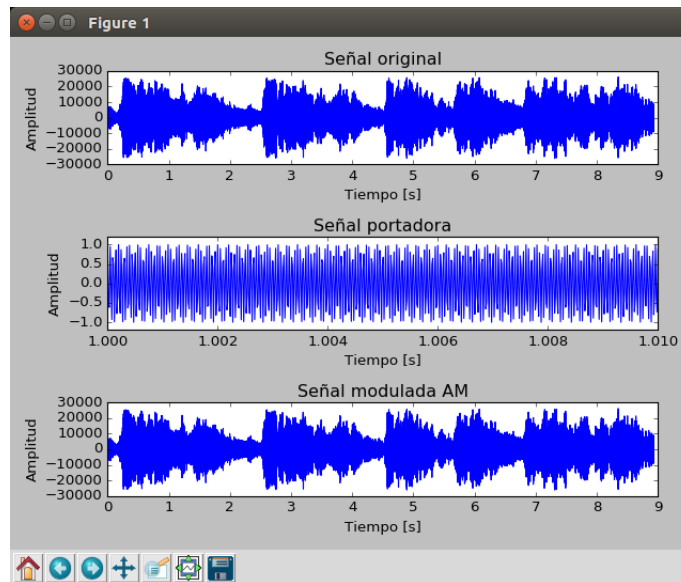 Figure 1
Señal original
30000
20000
10000
0
−10000
−20000
−30000
Amplitud
0 1 2 3 4 5 6 7 8 9
Tiempo [s]
Señal portadora
1.0
0.5
0.0
−0.5
−1.0
Amplitud
1.000 1.002 1.004 1.006 1.008 1.010
Tiempo [s]
Señal modulada AM
30000
20000
10000
0
−10000
−20000
−30000
Amplitud
0 1 2 3 4 5 6 7 8 9
Tiempo [s]